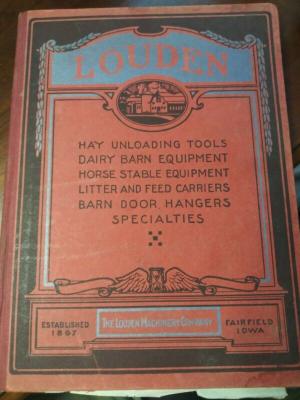 LOUDEN
HAY UNLOADING TOOLS
DAIRY BARN EQUIPMENT
HORSE STABLE EQUIPMENT
LITTER AND FEED CARRIERS
BARN DOOR HANGERS
SPECIALTIES
ESTABLISHED
1867
THE LOUDEN MACHINERY COMPANY
FAIRFIELD
IOWA